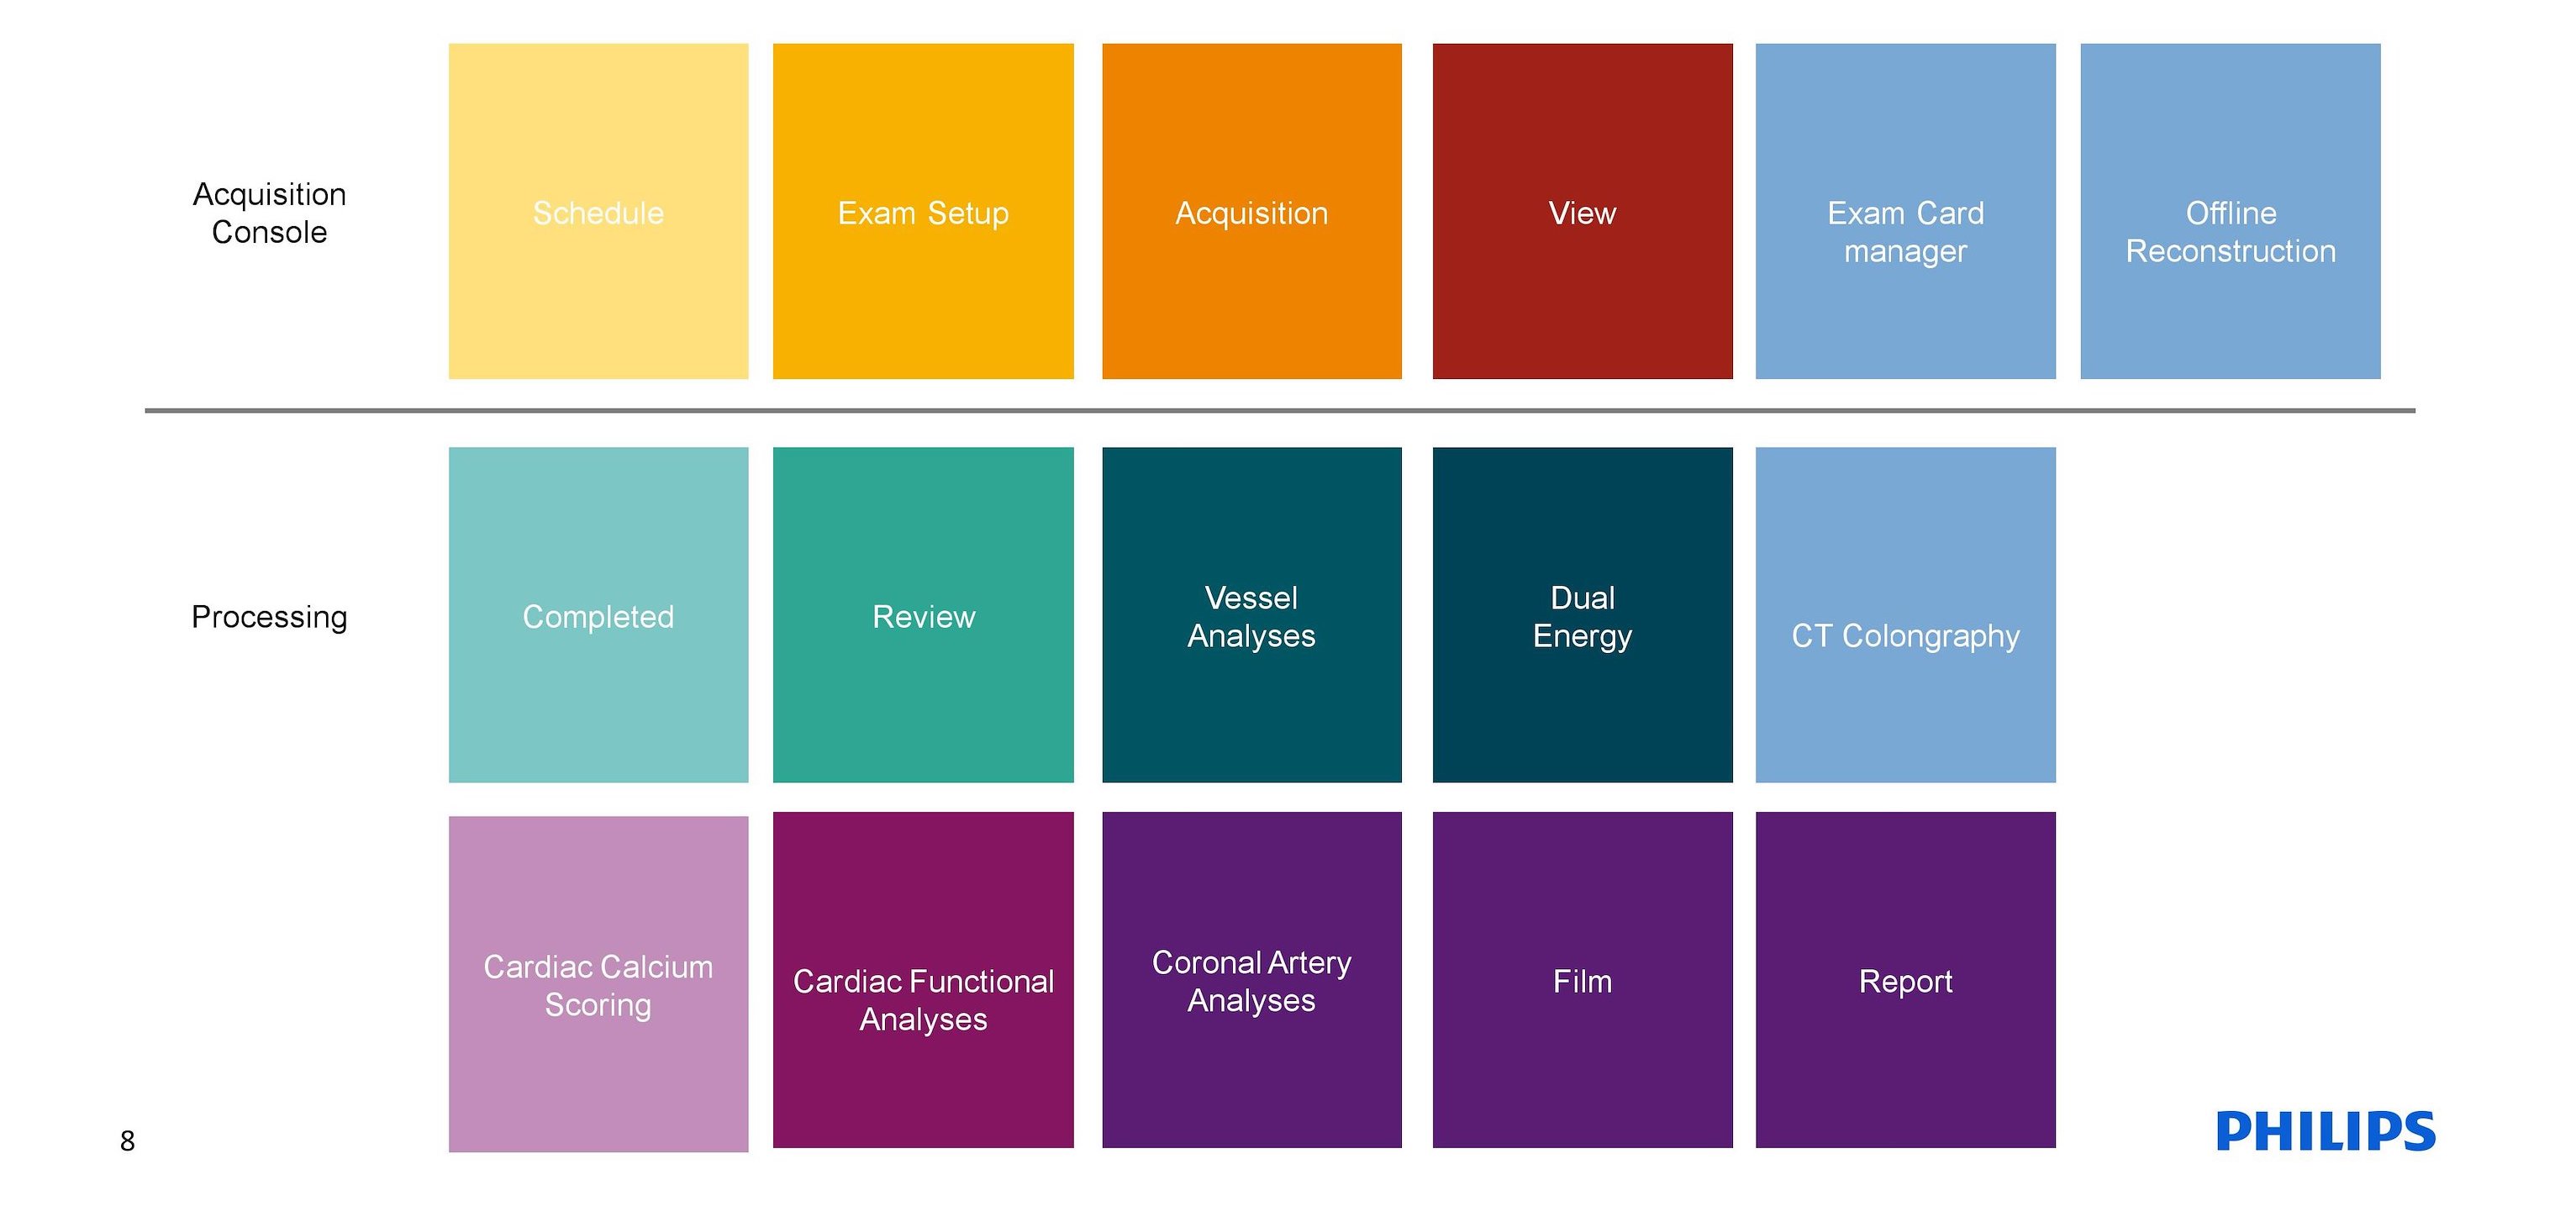 Acquisition
Console
Schedule
Exam Setup
Acquisition
View
Exam Card
manager
Offline
Reconstruction
Processing
Completed
Review
Vessel
Analyses
Dual
Energy
CT Colongraphy
Cardiac Calcium
Scoring
Cardiac Functional
Analyses
Coronal Artery
Analyses
Film
Report
8
PHILIPS